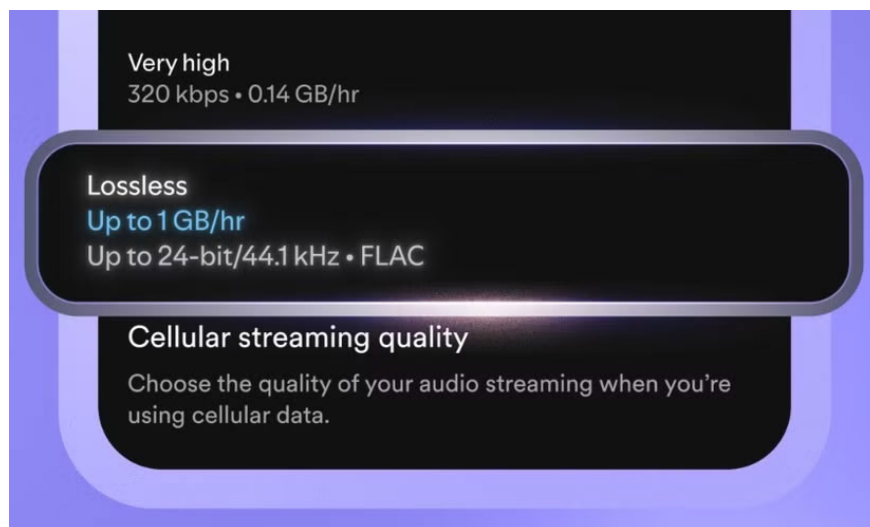 Very high
320 kbps • 0.14 GB/hr
Lossless
Up to 1 GB/hr
Up to 24-bit/44.1 kHz • FLAC
Cellular streaming quality
Choose the quality of your audio streaming when you're
using cellular data.